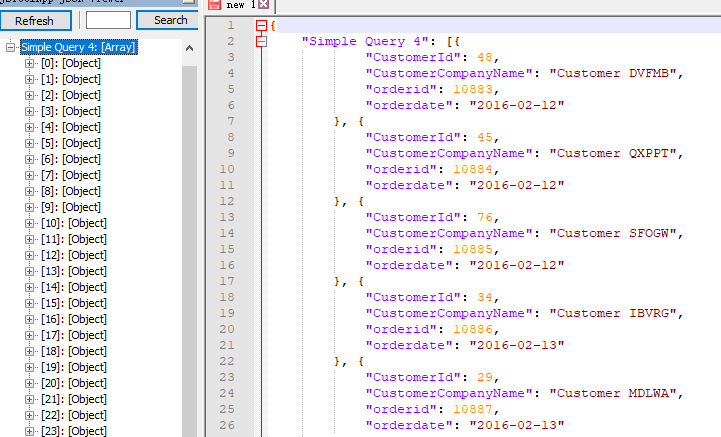 Refresh
Search
Simple Query 4: [Array]
[0]: [Object]
[1]: [Object]
[2]: [Object]
[3]: [Object]
[4]: [Object]
[5]: [Object]
[6]: [Object]
[7]: [Object]
[8]: [Object]
[9]: [Object]
[10]: [Object]
[11]: [Object]
[12]: [Object]
[13]: [Object]
[14]: [Object]
[15]: [Object]
[16]: [Object]
[17]: [Object]
[18]: [Object]
[19]: [Object]
[20]: [Object]
[21]: [Object]
[22]: [Object]
[23]: [Object]
new 1
1 {
2 "Simple Query 4": [{
3 "CustomerId": 48,
4 "CustomerCompanyName": "Customer DVFMB",
5 "orderid": 10883,
6 "orderdate": "2016-02-12"
7 }, {
8 "CustomerId": 45,
9 "CustomerCompanyName": "Customer QXPPT",
10 "orderid": 10884,
11 "orderdate": "2016-02-12"
12 }, {
13 "CustomerId": 76,
14 "CustomerCompanyName": "Customer SFOGW",
15 "orderid": 10885,
16 "orderdate": "2016-02-12"
17 }, {
18 "CustomerId": 34,
19 "CustomerCompanyName": "Customer IBVRG",
20 "orderid": 10886,
21 "orderdate": "2016-02-13"
22 }, {
23 "CustomerId": 29,
24 "CustomerCompanyName": "Customer MDLWA",
25 "orderid": 10887,
26 "orderdate": "2016-02-13"